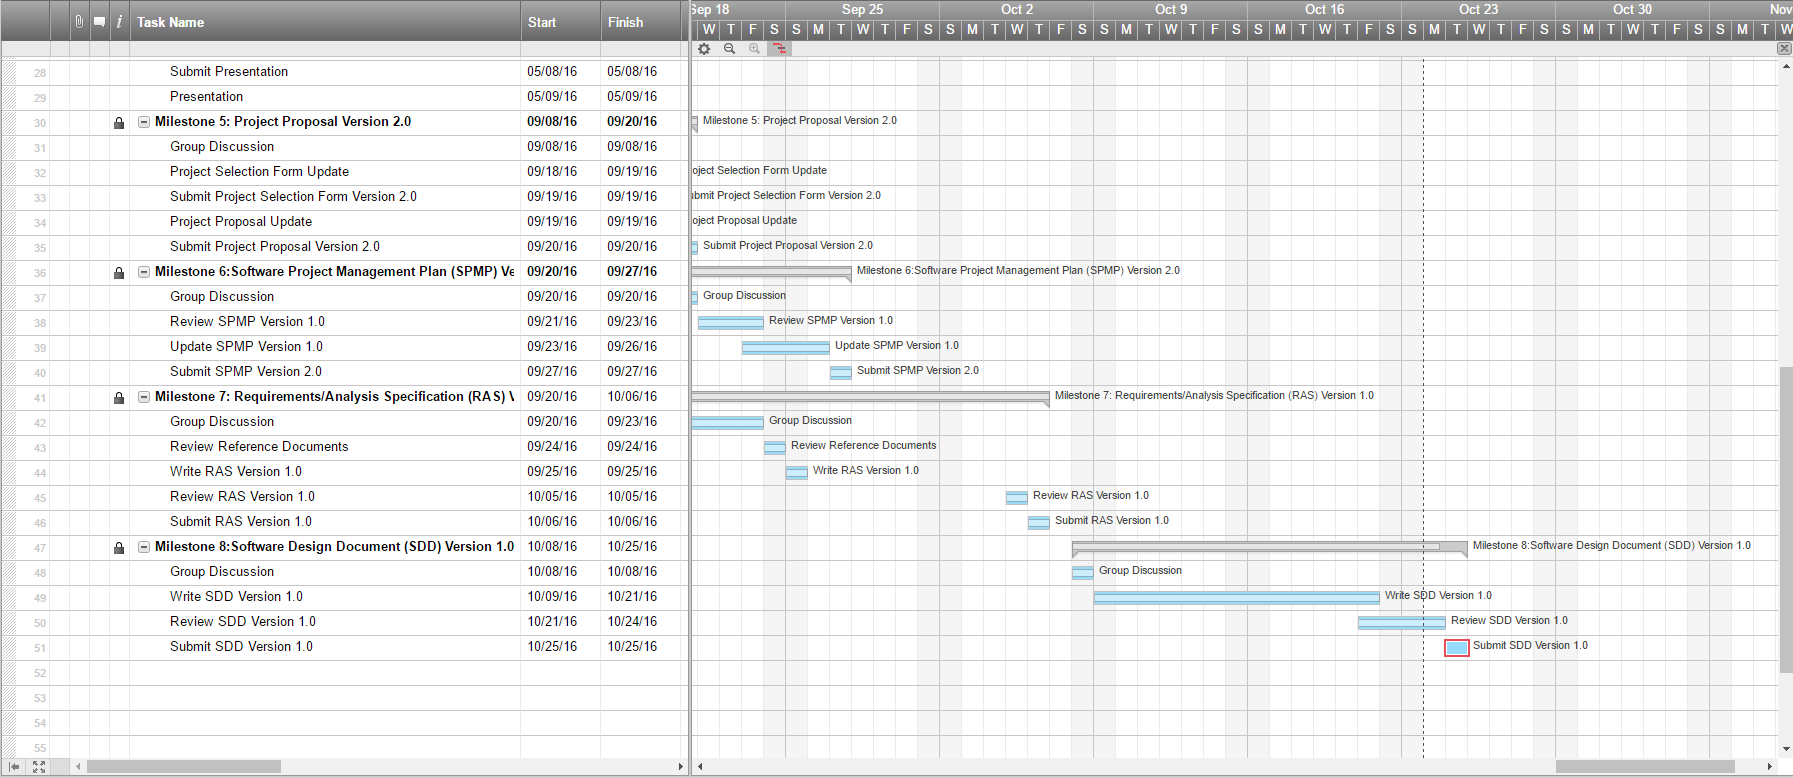 Task Name Start Finish
Sep 18 Sep 25 Oct 2 Oct 9 Oct 16 Oct 23 Oct 30 Nov
W T F S S M T W T F S S M T W T F S S M T W T F S S M T W T F S S M T W T F S S M T W T F S S M T W
28 Submit Presentation 05/08/16 05/08/16
29 Presentation 05/09/16 05/09/16
30 Milestone 5: Project Proposal Version 2.0 09/08/16 09/20/16 Milestone 5: Project Proposal Version 2.0
31 Group Discussion 09/08/16 09/08/16
32 Project Selection Form Update 09/18/16 09/19/16 oject Selection Form Update
33 Submit Project Selection Form Version 2.0 09/19/16 09/19/16 ubmit Project Selection Form Version 2.0
34 Project Proposal Update 09/19/16 09/19/16 oject Proposal Update
35 Submit Project Proposal Version 2.0 09/20/16 09/20/16 Submit Project Proposal Version 2.0
36 Milestone 6:Software Project Management Plan (SPMP) Ve 09/20/16 09/27/16 Milestone 6:Software Project Management Plan (SPMP) Version 2.0
37 Group Discussion 09/20/16 09/20/16 Group Discussion
38 Review SPMP Version 1.0 09/21/16 09/23/16 Review SPMP Version 1.0
39 Update SPMP Version 1.0 09/23/16 09/26/16 Update SPMP Version 1.0
40 Submit SPMP Version 2.0 09/27/16 09/27/16 Submit SPMP Version 2.0
41 Milestone 7: Requirements/Analysis Specification (RAS) V 09/20/16 10/06/16 Milestone 7: Requirements/Analysis Specification (RAS) Version 1.0
42 Group Discussion 09/20/16 09/23/16 Group Discussion
43 Review Reference Documents 09/24/16 09/24/16 Review Reference Documents
44 Write RAS Version 1.0 09/25/16 09/25/16 Write RAS Version 1.0
45 Review RAS Version 1.0 10/05/16 10/05/16 Review RAS Version 1.0
46 Submit RAS Version 1.0 10/06/16 10/06/16 Submit RAS Version 1.0
47 Milestone 8:Software Design Document (SDD) Version 1.0 10/08/16 10/25/16 Milestone 8:Software Design Document (SDD) Version 1.0
48 Group Discussion 10/08/16 10/08/16 Group Discussion
49 Write SDD Version 1.0 10/09/16 10/21/16 Write SDD Version 1.0
50 Review SDD Version 1.0 10/21/16 10/24/16 Review SDD Version 1.0
51 Submit SDD Version 1.0 10/25/16 10/25/16 Submit SDD Version 1.0
52
53
54
55